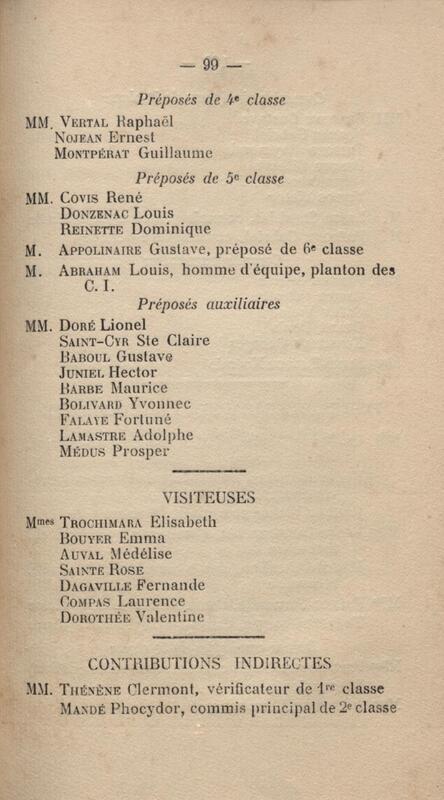 — 99 —
Préposés de 4e classe
MM. VERTAL Raphaël
NOJEAN Ernest
MONTPÉRAT Guillaume
Préposés de 5e classe
MM. COVIS René
DONZENAC Louis
REINETTE Dominique
M. APPOLINAIRE Gustave, préposé de 6e classe
M. ABRAHAM Louis, homme d'équipe, planton des
C. I.
Préposés auxiliaires
MM. DORÉ Lionel
SAINT-CYR Ste Claire
BABOUL Gustave
JUNIEL Hector
BARBE Maurice
BOLIVARD Yvonnec
FALAYE Fortuné
LAMASTRE Adolphe
MÉDUS Prosper
VISITEUSES
Mmes TROCHIMARA Elisabeth
BOUYER Emma
AUVAL Médélise
SAINTE ROSE
DAGAVILLE Fernande
COMPAS Laurence
DOROTHÉE Valentine
CONTRIBUTIONS INDIRECTES
MM. THÉNÈNE Clermont, vérificateur de 1re classe
MANDÉ Phocydor, commis principal de 2e classe